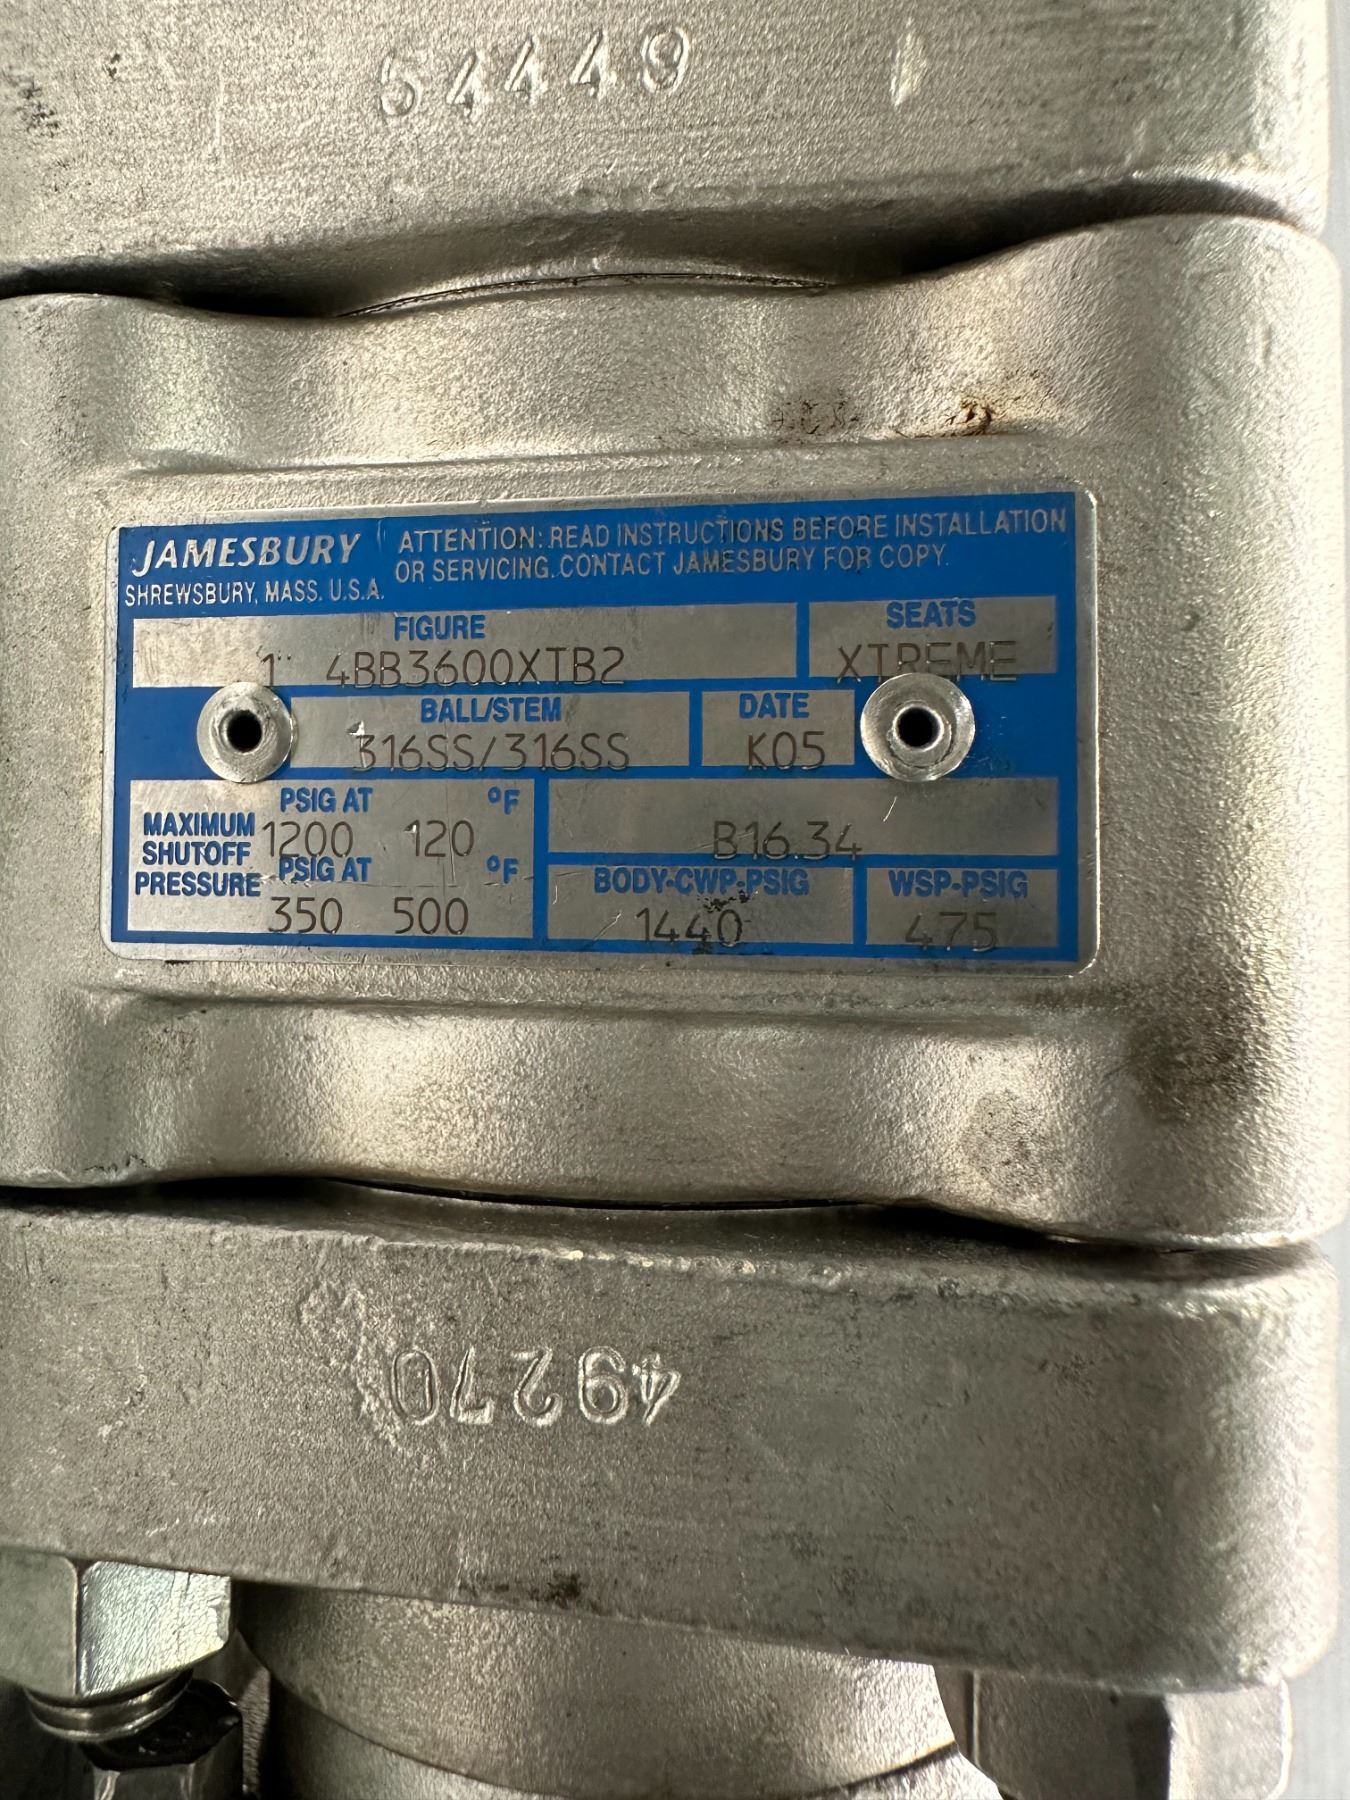 54449
JAMESBURY
SHREWSBURY, MASS. U.S.A.
ATTENTION: READ INSTRUCTIONS BEFORE INSTALLATION
OR SERVICING. CONTACT JAMESBURY FOR COPY.
FIGURE
1" 4BB3600XTB2
SEATS
XTREME
BALL/STEM
316SS/316SS
DATE
K05
MAXIMUM
SHUTOFF
PRESSURE
PSIG AT °F
1200 120
PSIG AT °F
350 500
B16.34
BODY-CWP-PSIG
1440
WSP-PSIG
475
49270